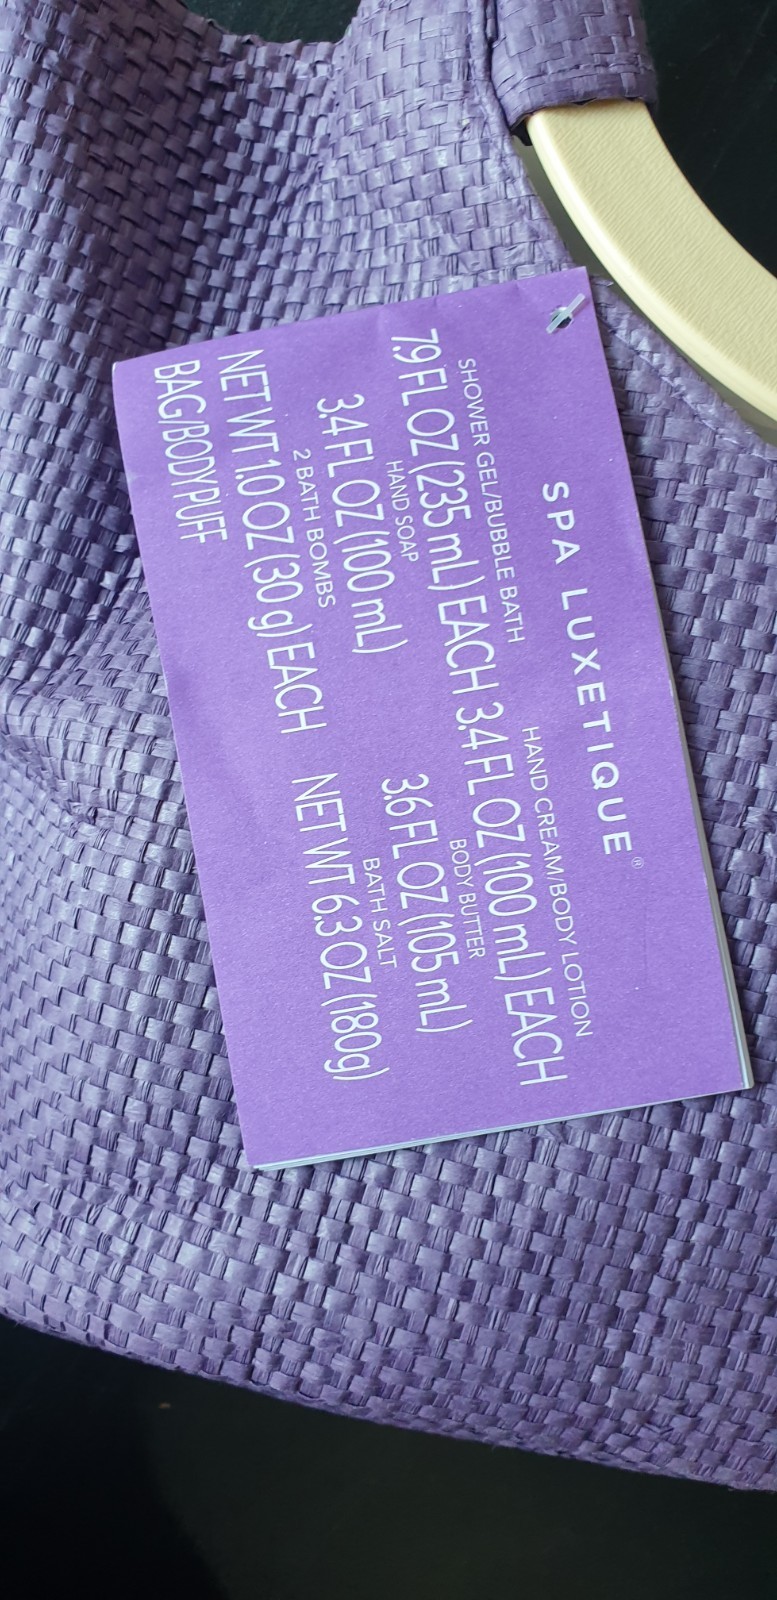 SPA LUXETIQUE®
SHOWER GEL/BUBBLE BATH
7.9 FL OZ (235 mL) EACH
HAND CREAM/BODY LOTION
3.4 FL OZ (100 mL) EACH
HAND SOAP
3.4 FL OZ (100 mL)
BODY BUTTER
3.6 FL OZ (105 mL)
2 BATH BOMBS
NET WT 1.0 OZ (30 g) EACH
BATH SALT
NET WT 6.3 OZ (180g)
BAG/BODY PUFF